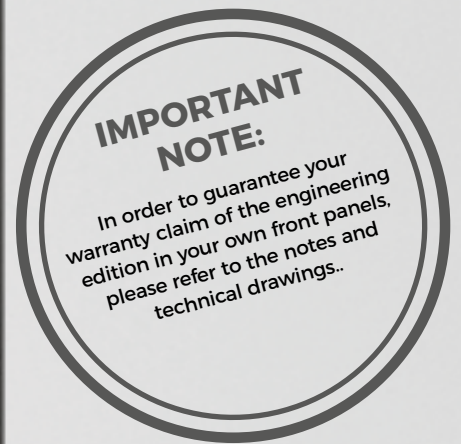 IMPORTANT
NOTE:
In order to guarantee your
warranty claim of the engineering
edition in your own front panels,
please refer to the notes and
technical drawings..